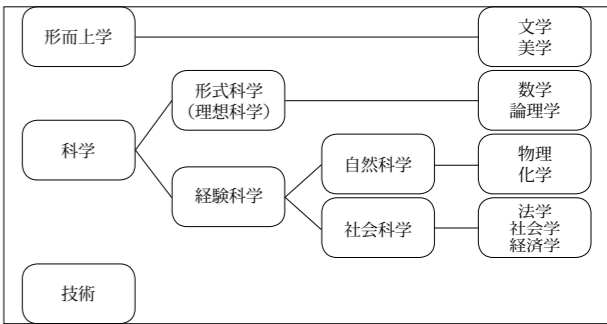 形而上学
文学
美学
形式科学
（理想科学）
数学
論理学
科学
自然科学
物理
化学
経験科学
社会科学
法学
社会学
経済学
技術